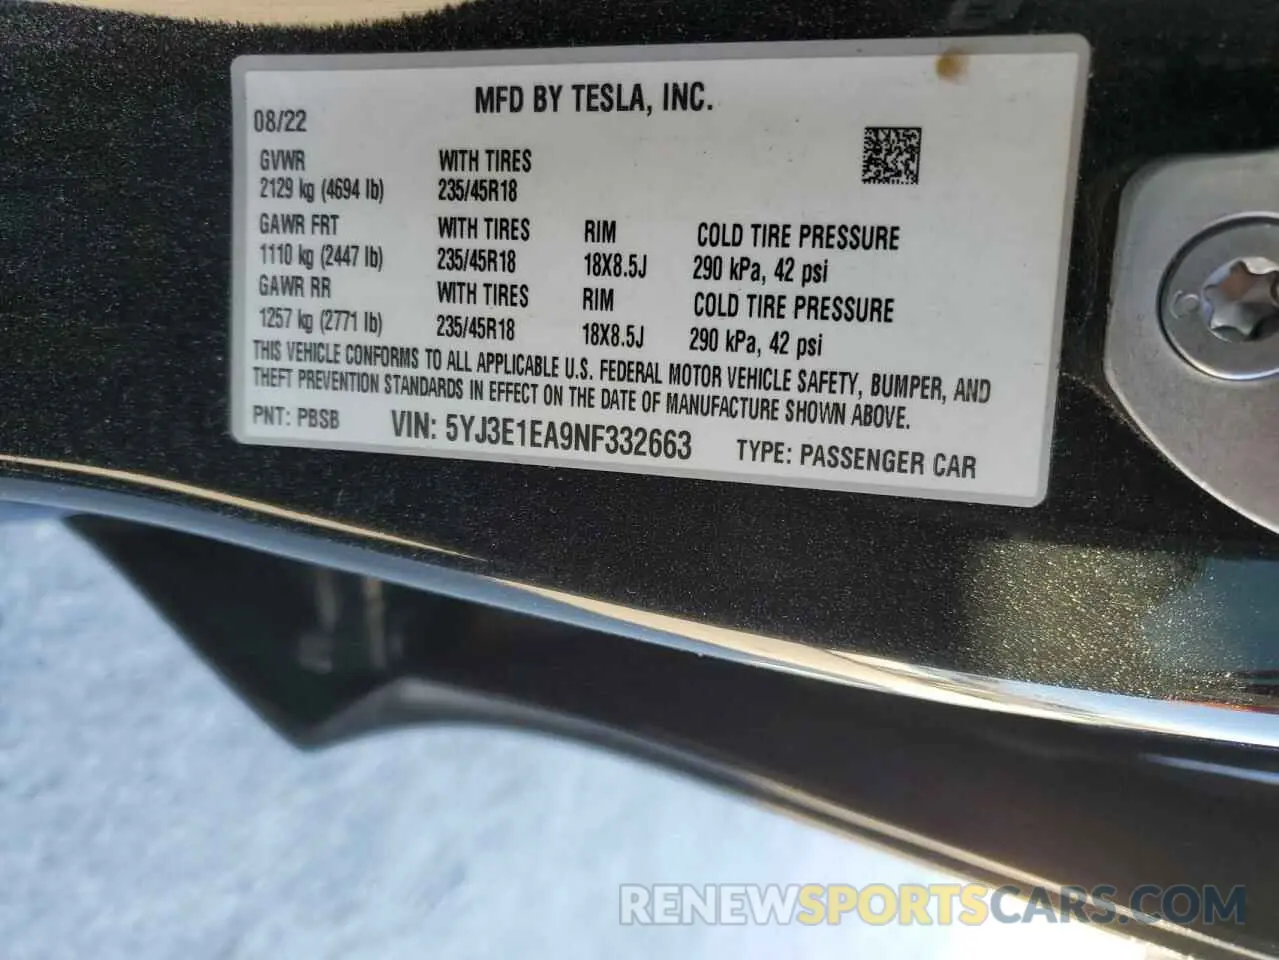 MFD BY TESLA, INC.
08/22
GVWR WITH TIRES
2129 kg (4694 lb) 235/45R18
GAWR FRT WITH TIRES RIM COLD TIRE PRESSURE
1110 kg (2447 lb) 235/45R18 18X8.5J 290 kPa, 42 psi
GAWR RR WITH TIRES RIM COLD TIRE PRESSURE
1257 kg (2771 lb) 235/45R18 18X8.5J 290 kPa, 42 psi
THIS VEHICLE CONFORMS TO ALL APPLICABLE U.S. FEDERAL MOTOR VEHICLE SAFETY, BUMPER, AND
THEFT PREVENTION STANDARDS IN EFFECT ON THE DATE OF MANUFACTURE SHOWN ABOVE.
PNT: PBSB VIN: 5YJ3E1EA9NF332663 TYPE: PASSENGER CAR
RENEWSPORTSCARS.COM